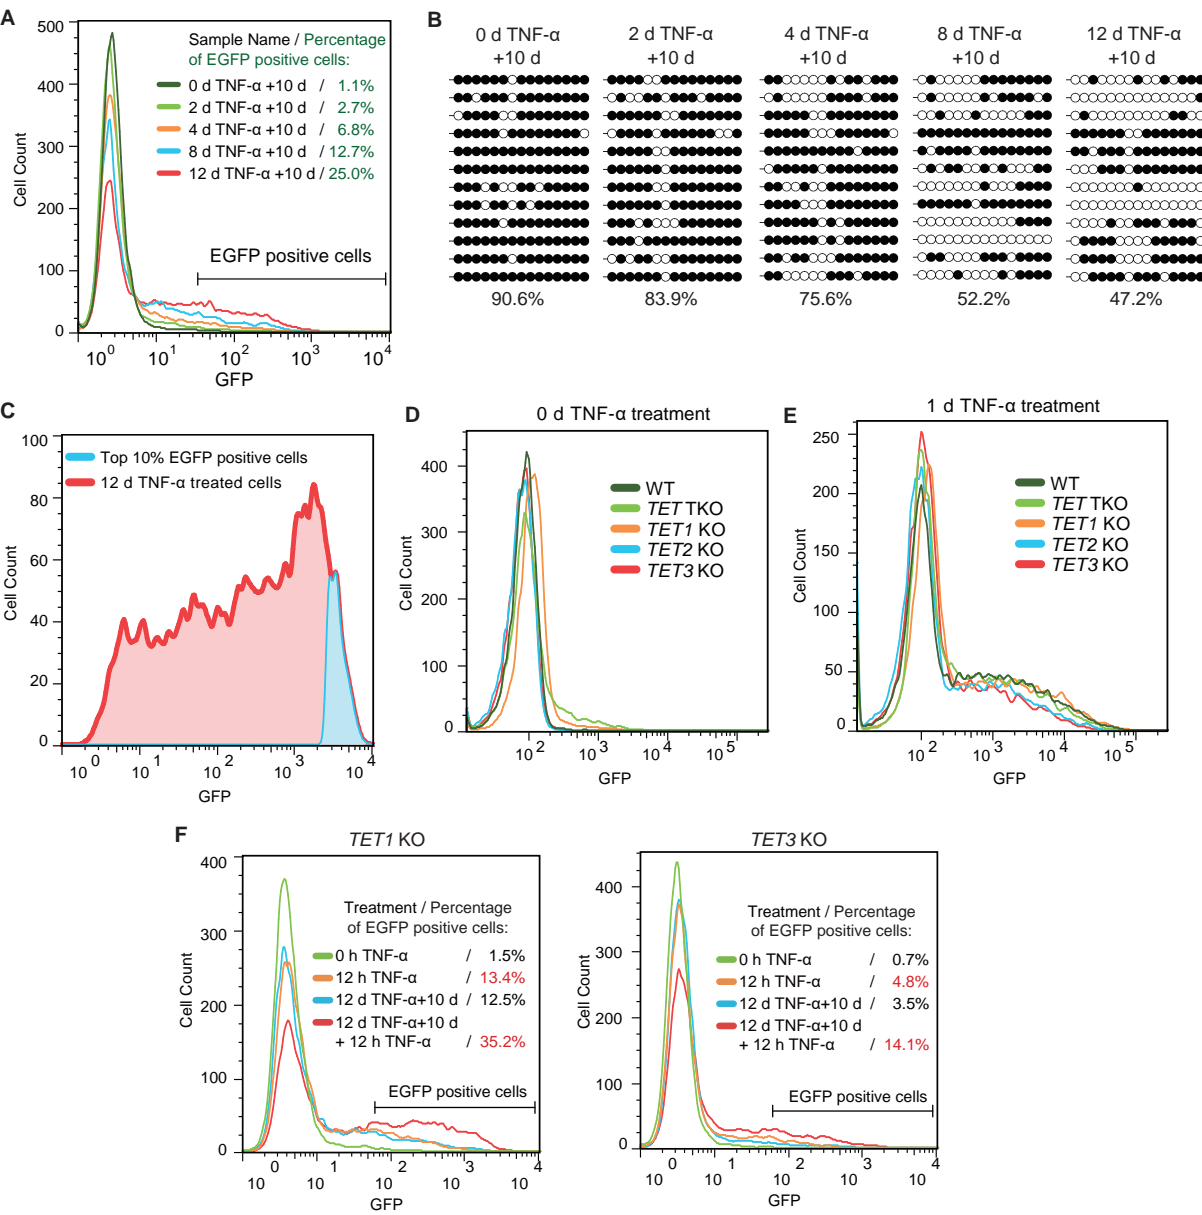 A
500
400
300
200
100
0
Cell Count
Sample Name / Percentage
of EGFP positive cells:
0 d TNF-α +10 d / 1.1%
2 d TNF-α +10 d / 2.7%
4 d TNF-α +10 d / 6.8%
8 d TNF-α +10 d / 12.7%
12 d TNF-α +10 d / 25.0%
EGFP positive cells
10^0 10^1 10^2 10^3 10^4
GFP
B
0 d TNF-α 2 d TNF-α 4 d TNF-α 8 d TNF-α 12 d TNF-α
+10 d +10 d +10 d +10 d +10 d
90.6% 83.9% 75.6% 52.2% 47.2%
C
100
80
60
40
20
0
Cell Count
Top 10% EGFP positive cells
12 d TNF-α treated cells
10^0 10^1 10^2 10^3 10^4
GFP
D
0 d TNF-α treatment
400
300
200
100
0
Cell Count
WT
TET TKO
TET1 KO
TET2 KO
TET3 KO
10^2 10^3 10^4 10^5
GFP
E
1 d TNF-α treatment
250
200
150
100
50
0
Cell Count
WT
TET TKO
TET1 KO
TET2 KO
TET3 KO
10^2 10^3 10^4 10^5
GFP
F
TET1 KO
400
300
200
100
0
Cell Count
Treatment / Percentage
of EGFP positive cells:
0 h TNF-α / 1.5%
12 h TNF-α / 13.4%
12 d TNF-α+10 d / 12.5%
12 d TNF-α+10 d
+ 12 h TNF-α / 35.2%
EGFP positive cells
10^0 10^1 10^2 10^3 10^4
GFP
TET3 KO
400
300
200
100
0
Cell Count
Treatment / Percentage
of EGFP positive cells:
0 h TNF-α / 0.7%
12 h TNF-α / 4.8%
12 d TNF-α+10 d / 3.5%
12 d TNF-α+10 d
+ 12 h TNF-α / 14.1%
EGFP positive cells
10^0 10^1 10^2 10^3 10^4
GFP